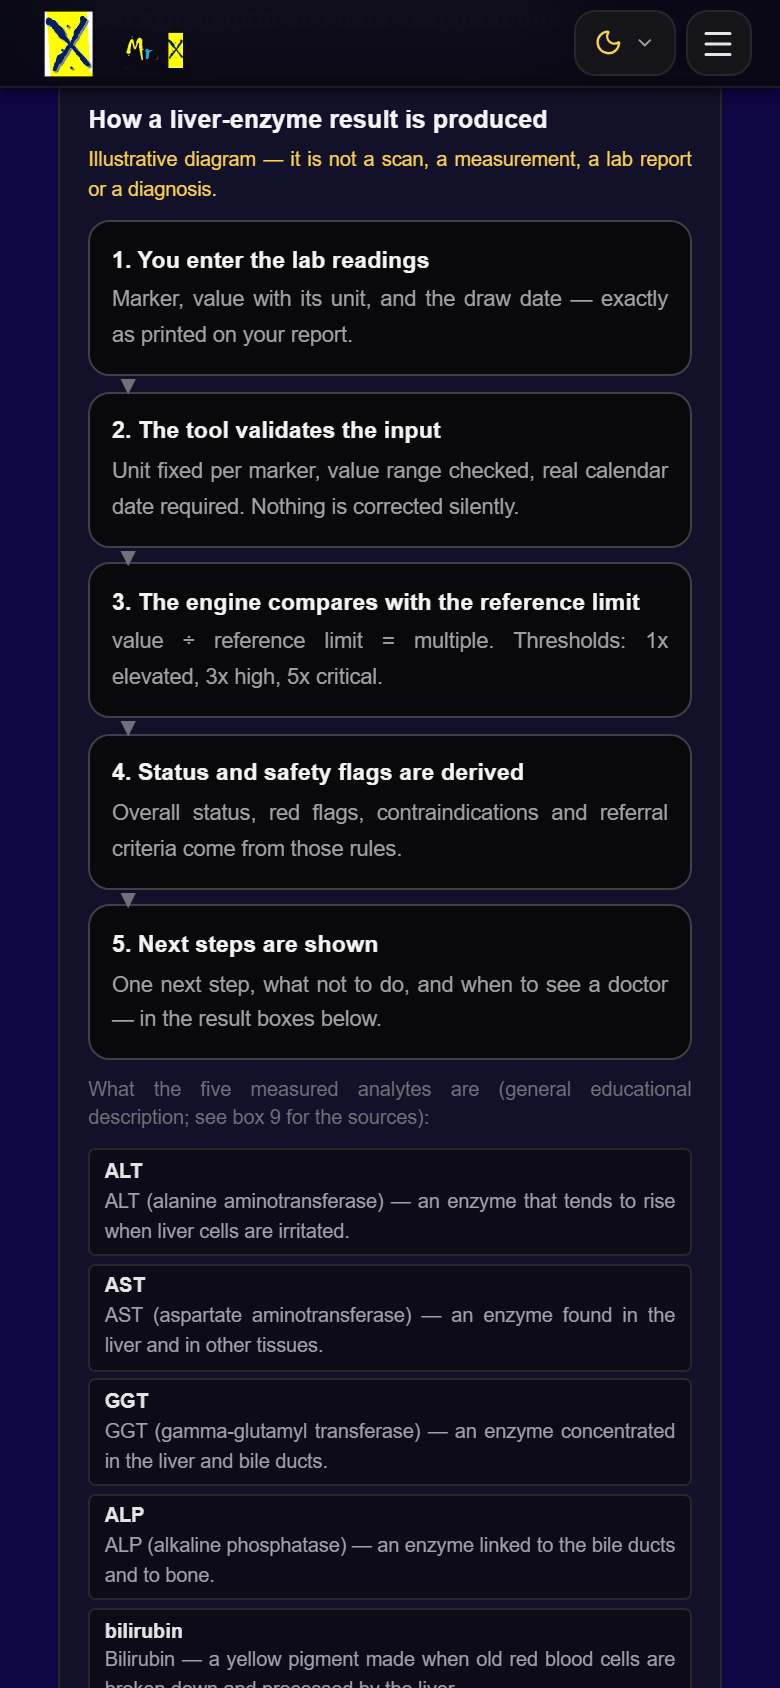 Mr. X
How a liver-enzyme result is produced
Illustrative diagram — it is not a scan, a measurement, a lab report
or a diagnosis.
1. You enter the lab readings
Marker, value with its unit, and the draw date — exactly
as printed on your report.
2. The tool validates the input
Unit fixed per marker, value range checked, real calendar
date required. Nothing is corrected silently.
3. The engine compares with the reference limit
value ÷ reference limit = multiple. Thresholds: 1x
elevated, 3x high, 5x critical.
4. Status and safety flags are derived
Overall status, red flags, contraindications and referral
criteria come from those rules.
5. Next steps are shown
One next step, what not to do, and when to see a doctor
— in the result boxes below.
What the five measured analytes are (general educational
description; see box 9 for the sources):
ALT
ALT (alanine aminotransferase) — an enzyme that tends to rise
when liver cells are irritated.
AST
AST (aspartate aminotransferase) — an enzyme found in the
liver and in other tissues.
GGT
GGT (gamma-glutamyl transferase) — an enzyme concentrated
in the liver and bile ducts.
ALP
ALP (alkaline phosphatase) — an enzyme linked to the bile ducts
and to bone.
bilirubin
Bilirubin — a yellow pigment made when old red blood cells are
broken down and processed by the liver.